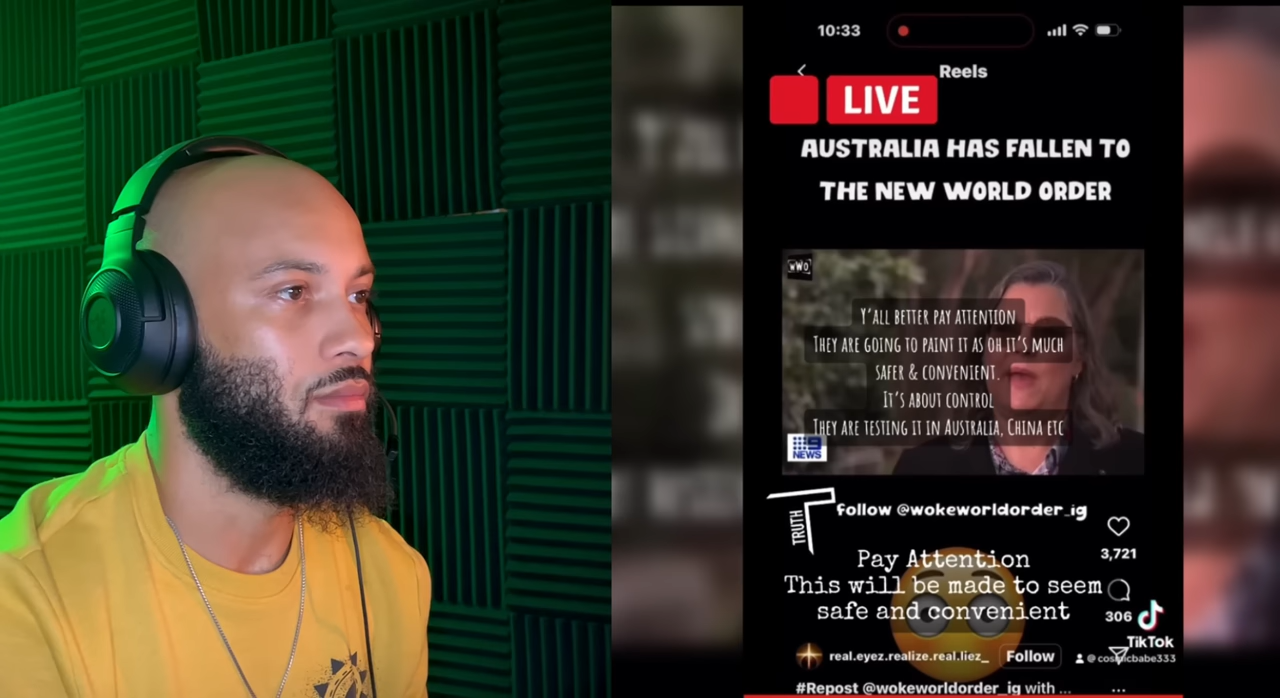 10:33
Reels
LIVE
AUSTRALIA HAS FALLEN TO
THE NEW WORLD ORDER
WWO
Y'ALL BETTER PAY ATTENTION
THEY ARE GOING TO PAINT IT AS OH IT'S MUCH
SAFER & CONVENIENT.
IT'S ABOUT CONTROL
THEY ARE TESTING IT IN AUSTRALIA, CHINA ETC
9
NEWS
TRUTH
follow @wokeworldorder_ig
3,721
Pay Attention
This will be made to seem
safe and convenient
306
TikTok
real.eyez.realize.real.liez_
Follow
@cosmicbabe333
#Repost @wokeworldorder_ig with ...
...